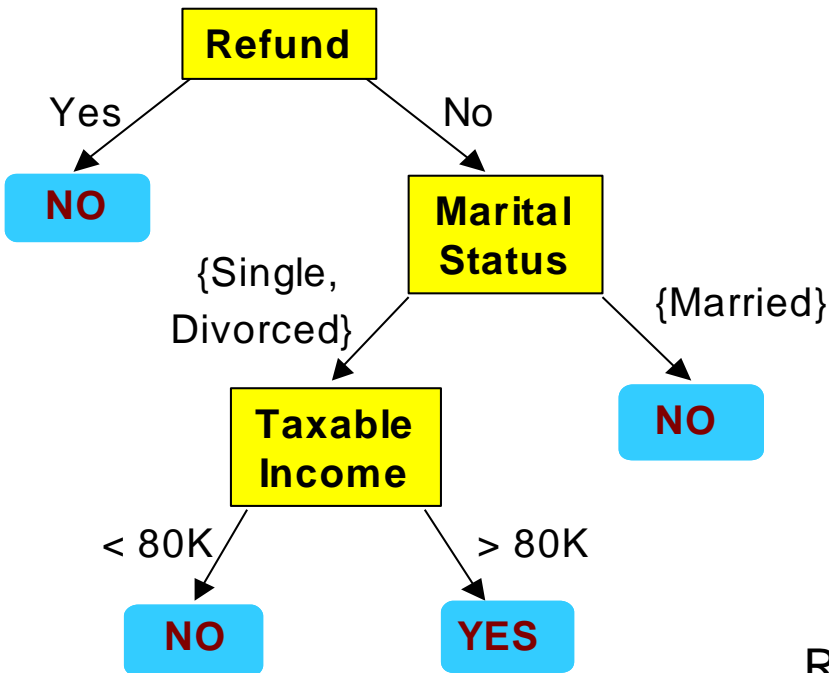 Refund
Yes
No
NO
Marital
Status
{Single,
Divorced}
{Married}
Taxable
Income
NO
< 80K
> 80K
NO
YES
R